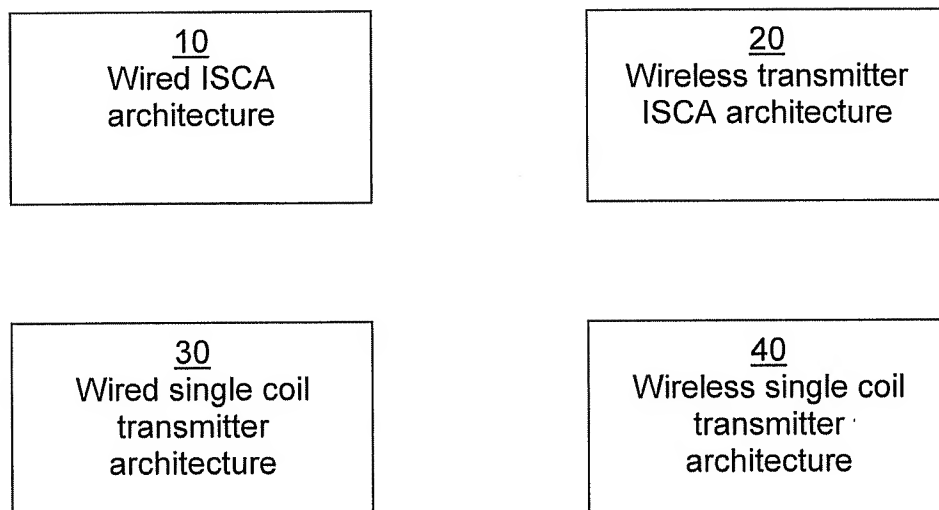 10
Wired ISCA
architecture
20
Wireless transmitter
ISCA architecture
30
Wired single coil
transmitter
architecture
40
Wireless single coil
transmitter
architecture